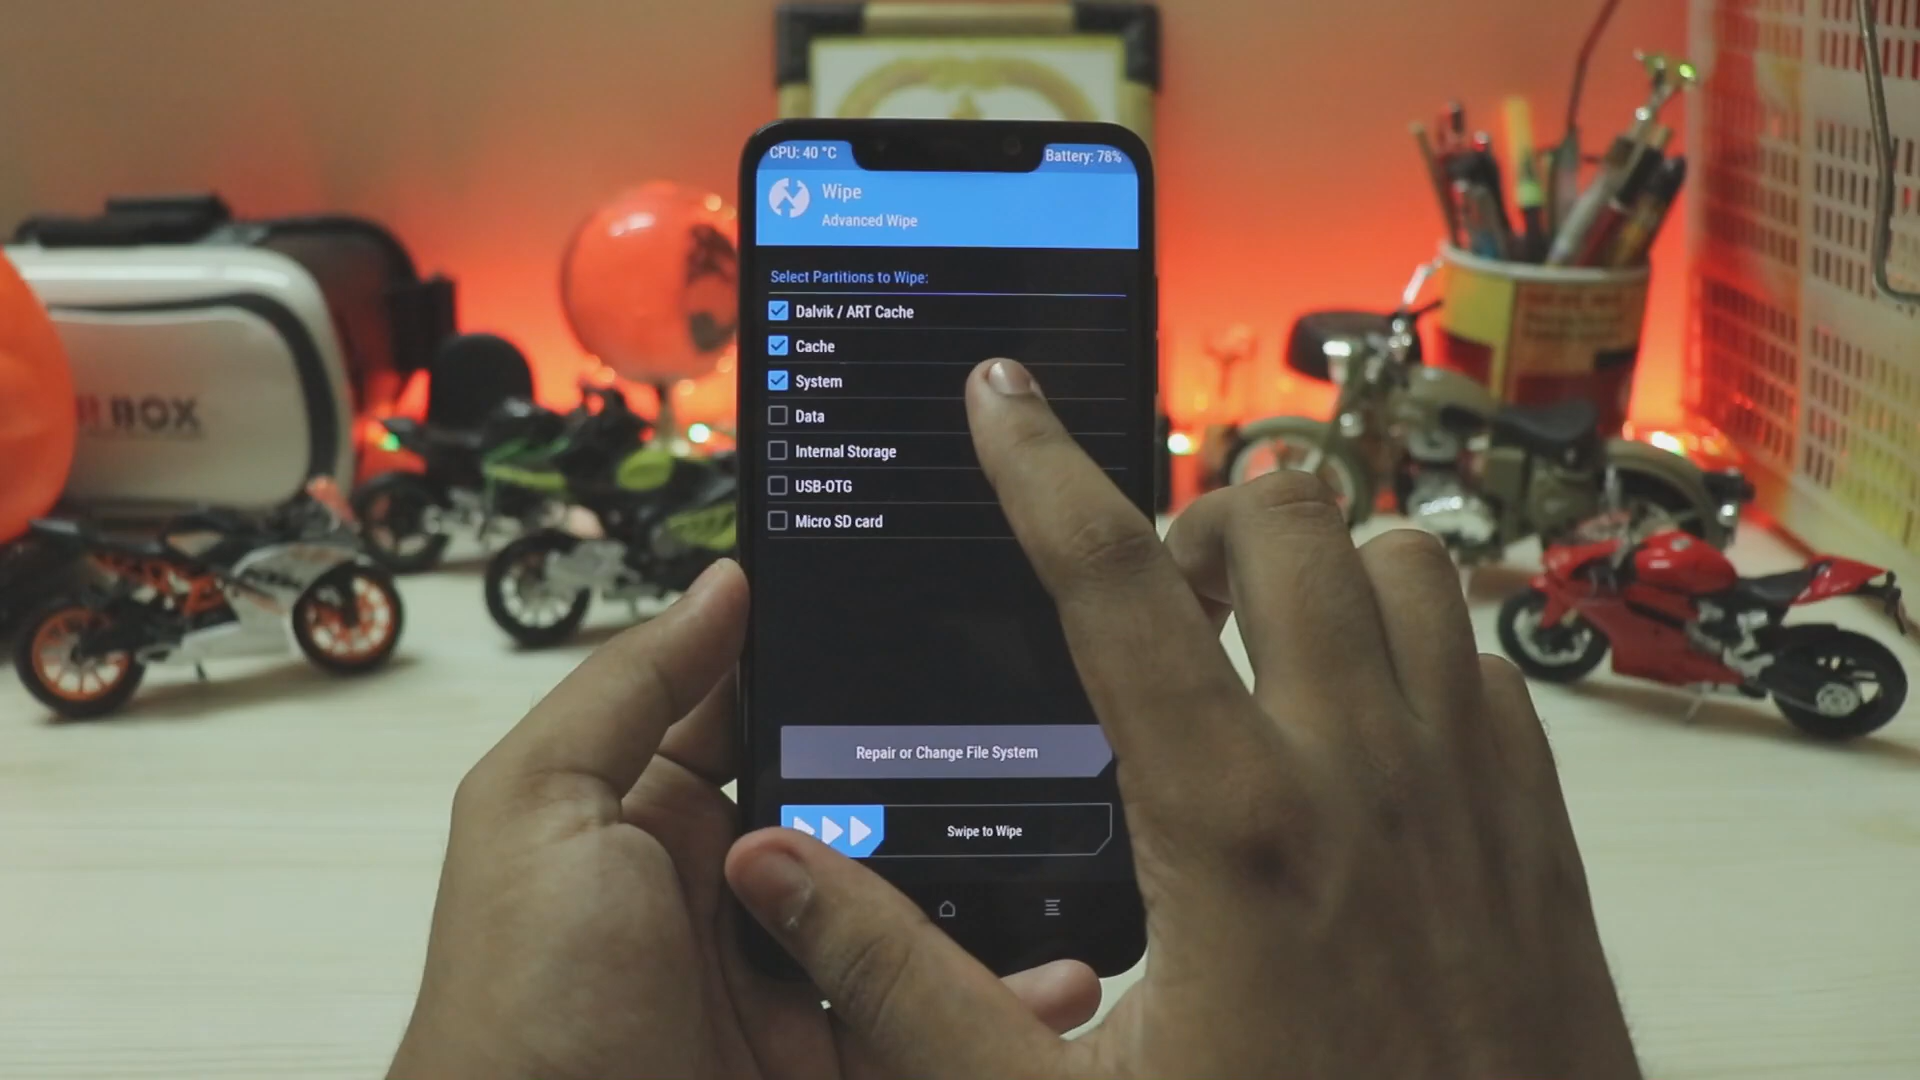 CPU: 40 °C
Battery: 78%
Wipe
Advanced Wipe
Select Partitions to Wipe:
Dalvik / ART Cache
Cache
System
Data
Internal Storage
USB-OTG
Micro SD card
Repair or Change File System
Swipe to Wipe
BOX